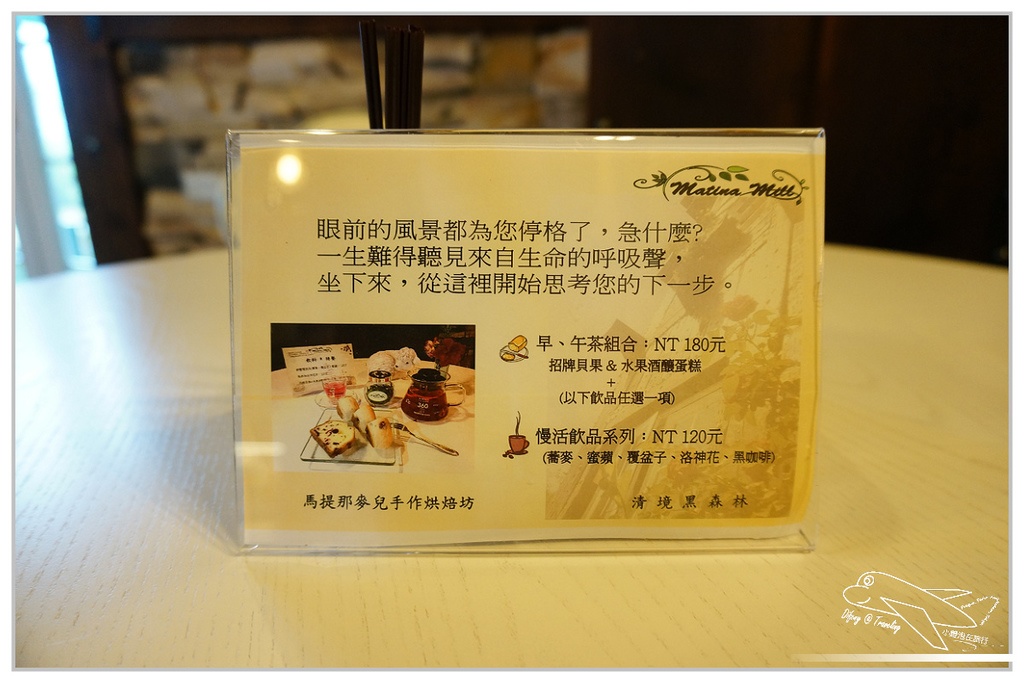 Matina Mill
眼前的風景都為您停格了，急什麼?
一生難得聽見來自生命的呼吸聲，
坐下來，從這裡開始思考您的下一步。
早、午茶組合：NT 180元
招牌貝果 & 水果酒釀蛋糕
+
(以下飲品任選一項)
慢活飲品系列：NT 120元
(蕎麥、蜜蘋、覆盆子、洛神花、黑咖啡)
馬提那麥兒手作烘焙坊
清境黑森林
@ Traveling
在旅行